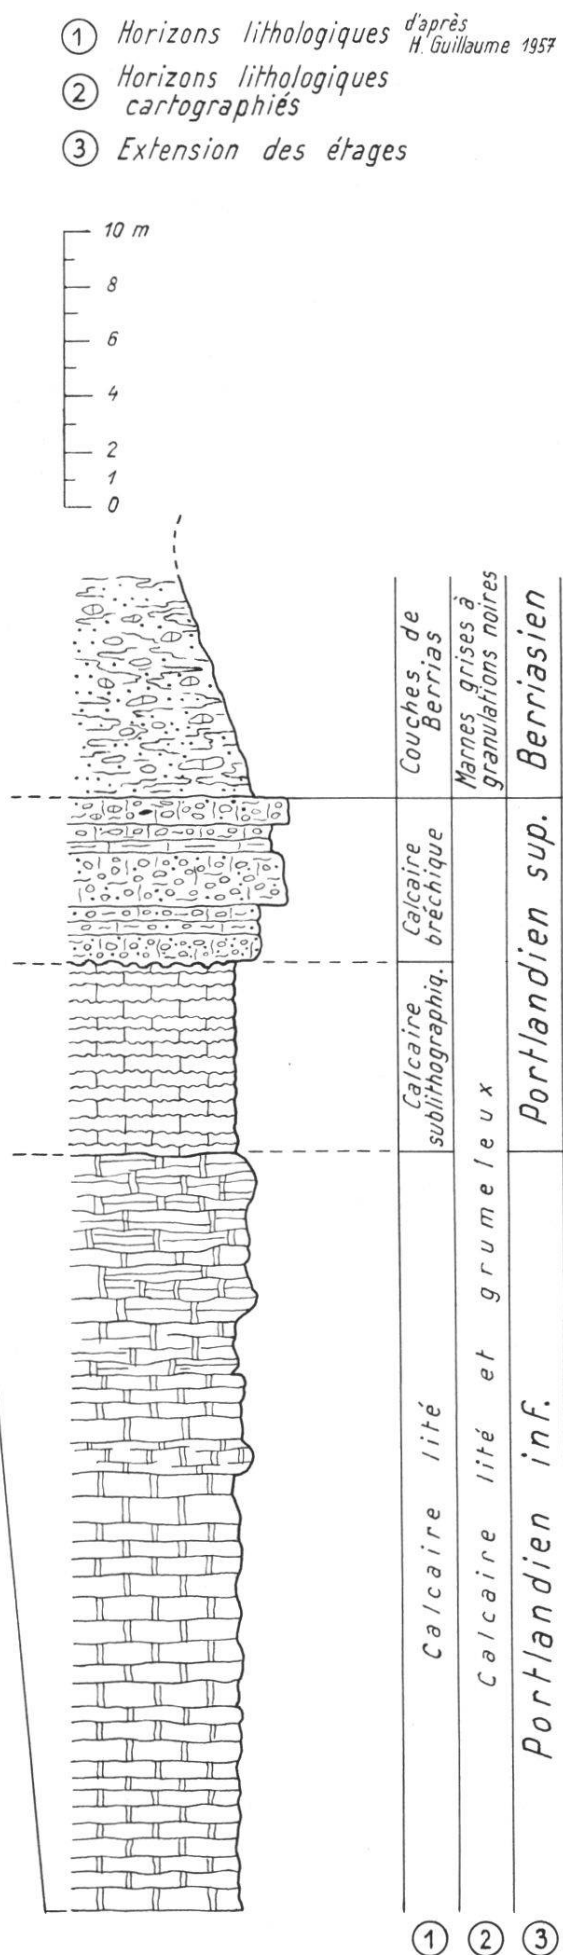 ① Horizons lithologiques d'après
H. Guillaume 1957
② Horizons lithologiques
cartographiés
③ Extension des étages
10 m
8
6
4
2
1
0
Couches de
Berrias
Marnes grises à
granulations noires
Berriasien
Calcaire
bréchique
Calcaire
sublithographiq.
Portlandien sup.
Calcaire lité
Calcaire lité et grumeleux
Portlandien inf.
① ② ③